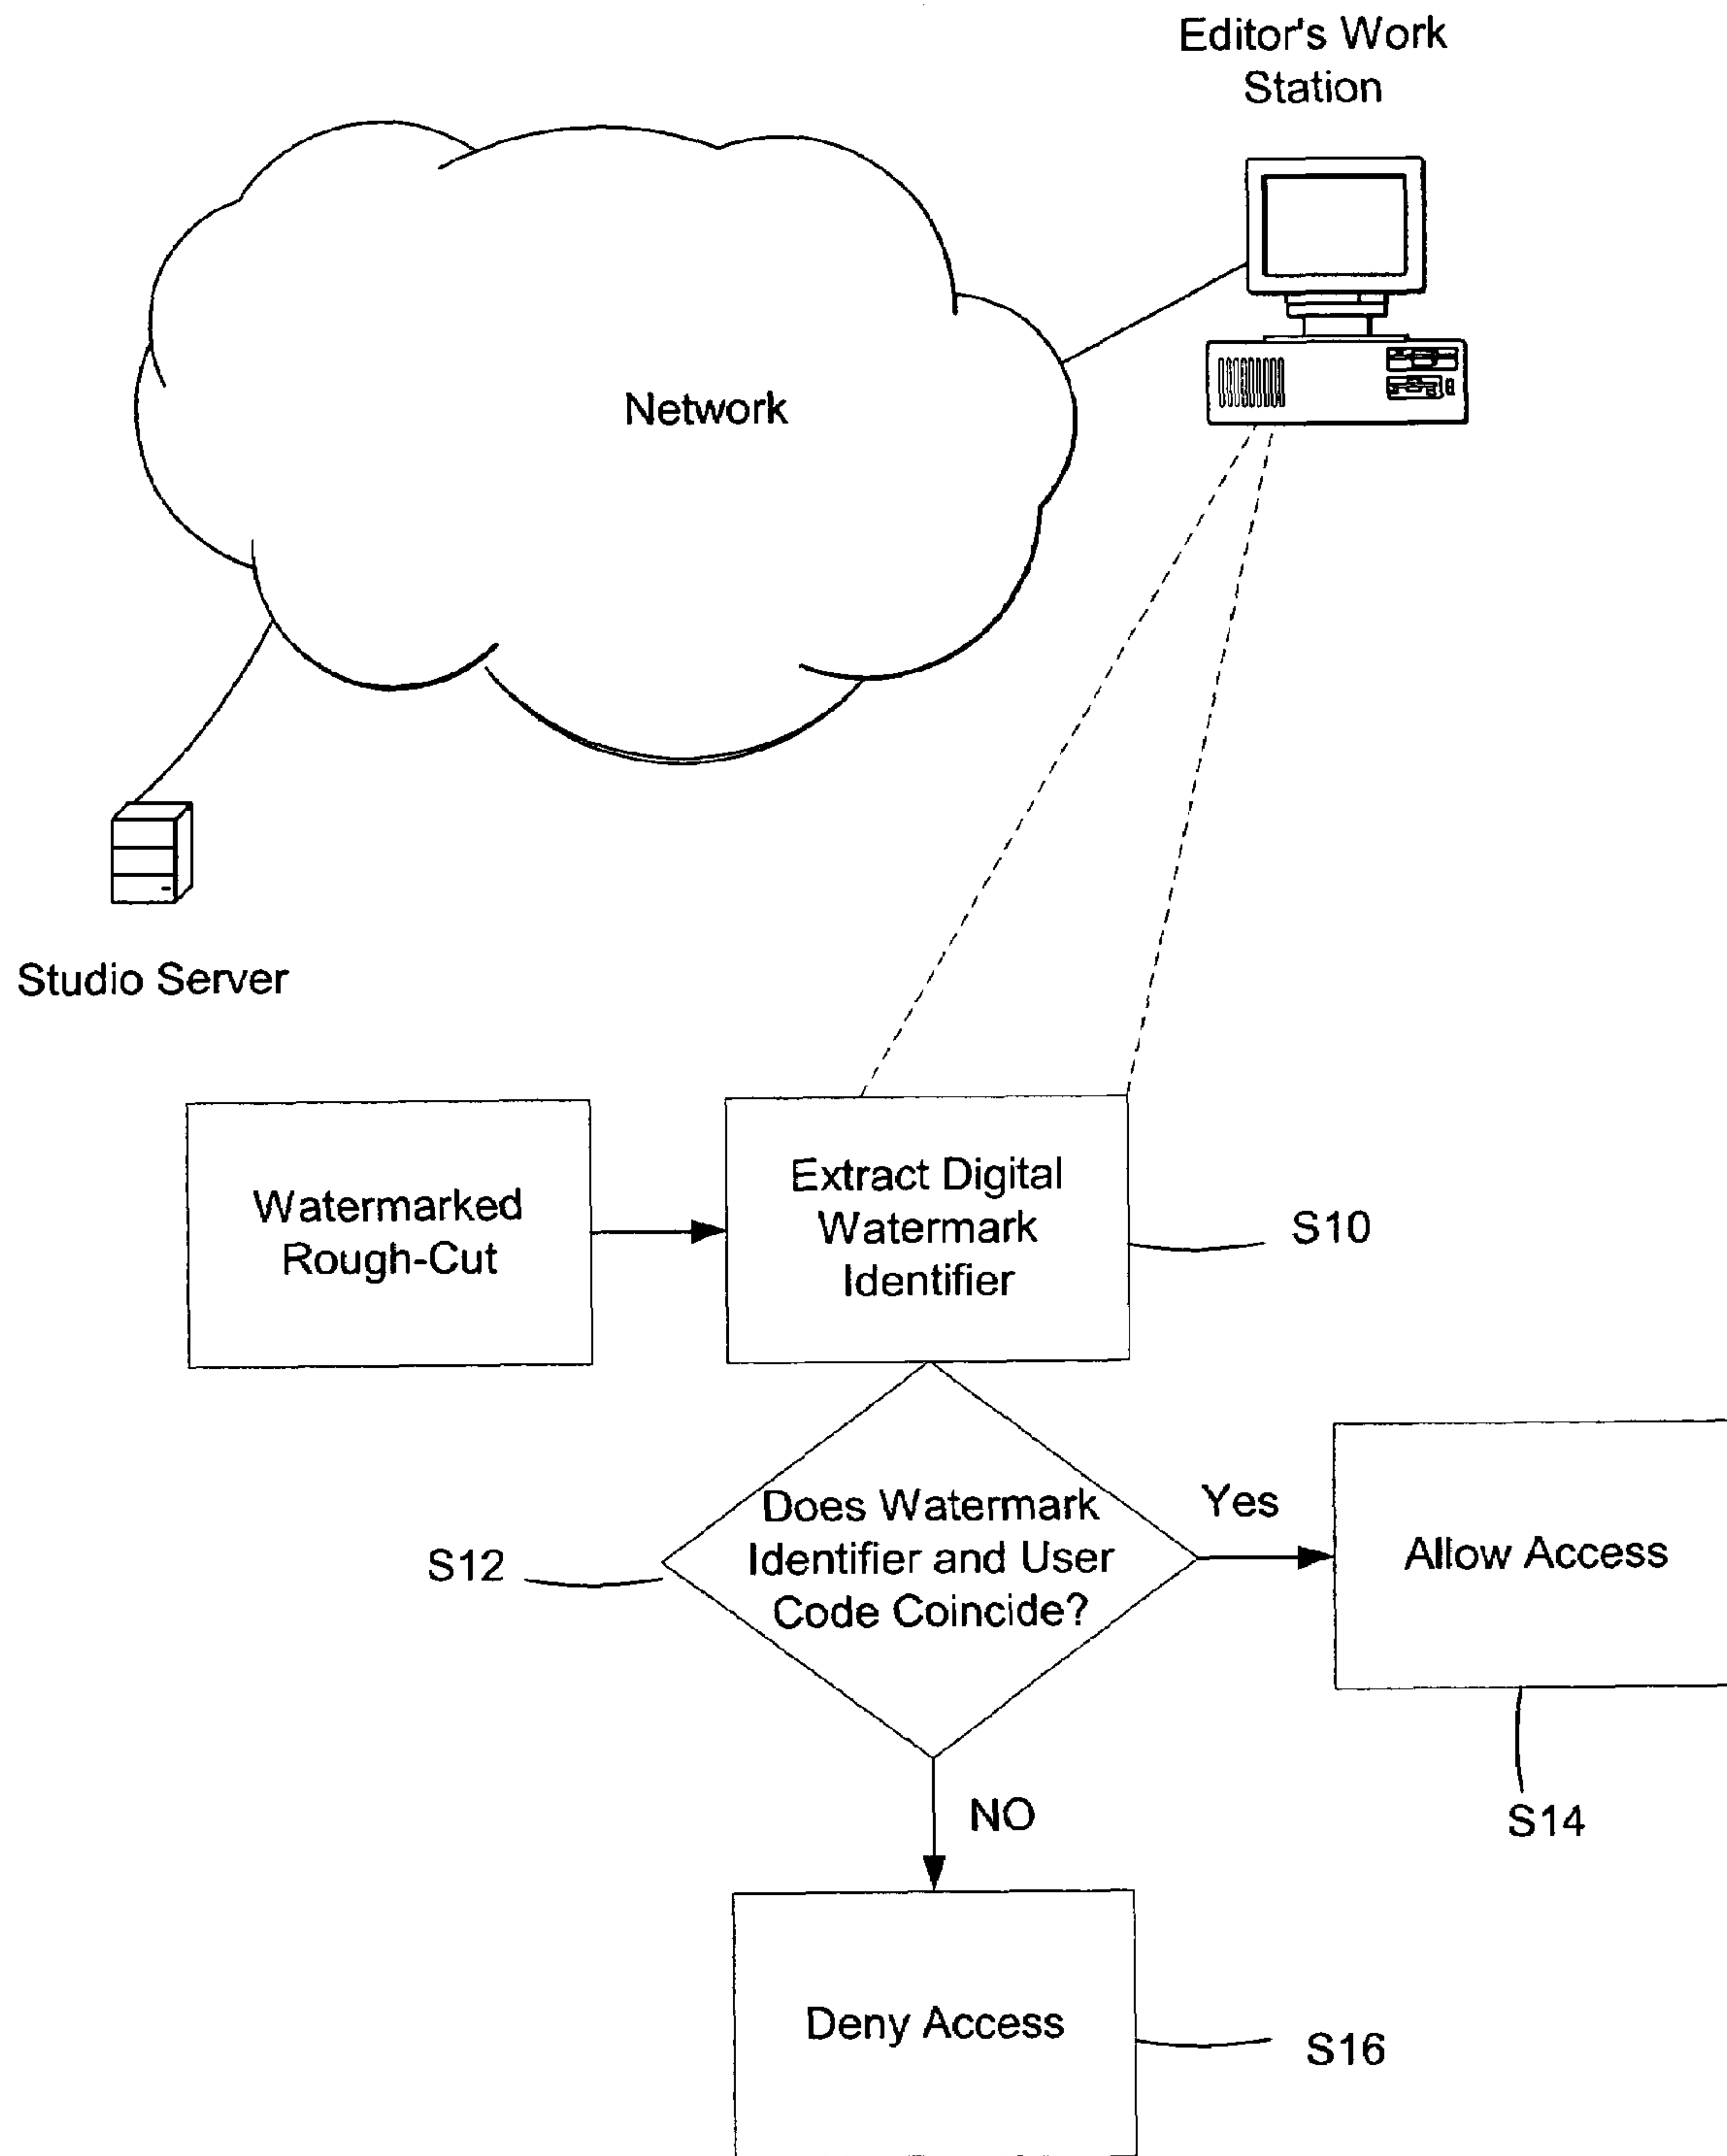 Editor's Work
Station
Network
Studio Server
Watermarked
Rough-Cut
Extract Digital
Watermark
Identifier
S10
Does Watermark
Identifier and User
Code Coincide?
S12
Yes
Allow Access
S14
NO
Deny Access
S16